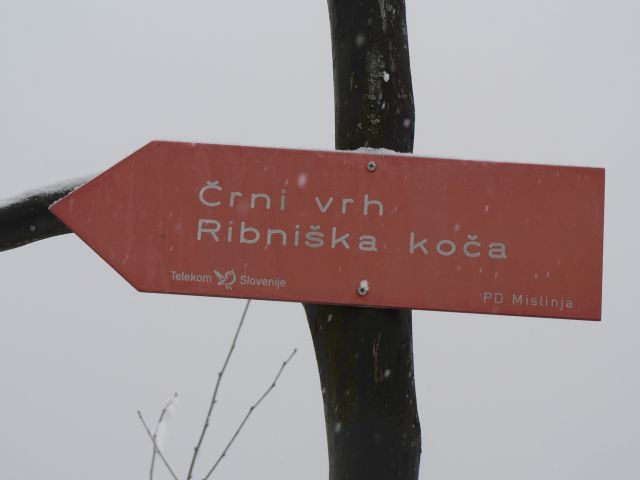 Črni vrh
Ribniška koča
Telekom Slovenije
PD Mislinja